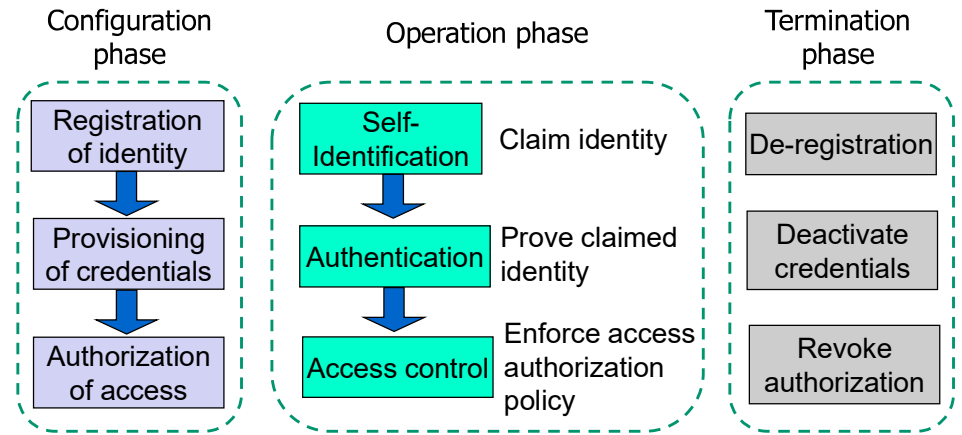 Configuration
phase
Registration
of identity
Provisioning
of credentials
Authorization
of access
Operation phase
Self-
Identification
Claim identity
Authentication
Prove claimed
identity
Access control
Enforce access
authorization
policy
Termination
phase
De-registration
Deactivate
credentials
Revoke
authorization